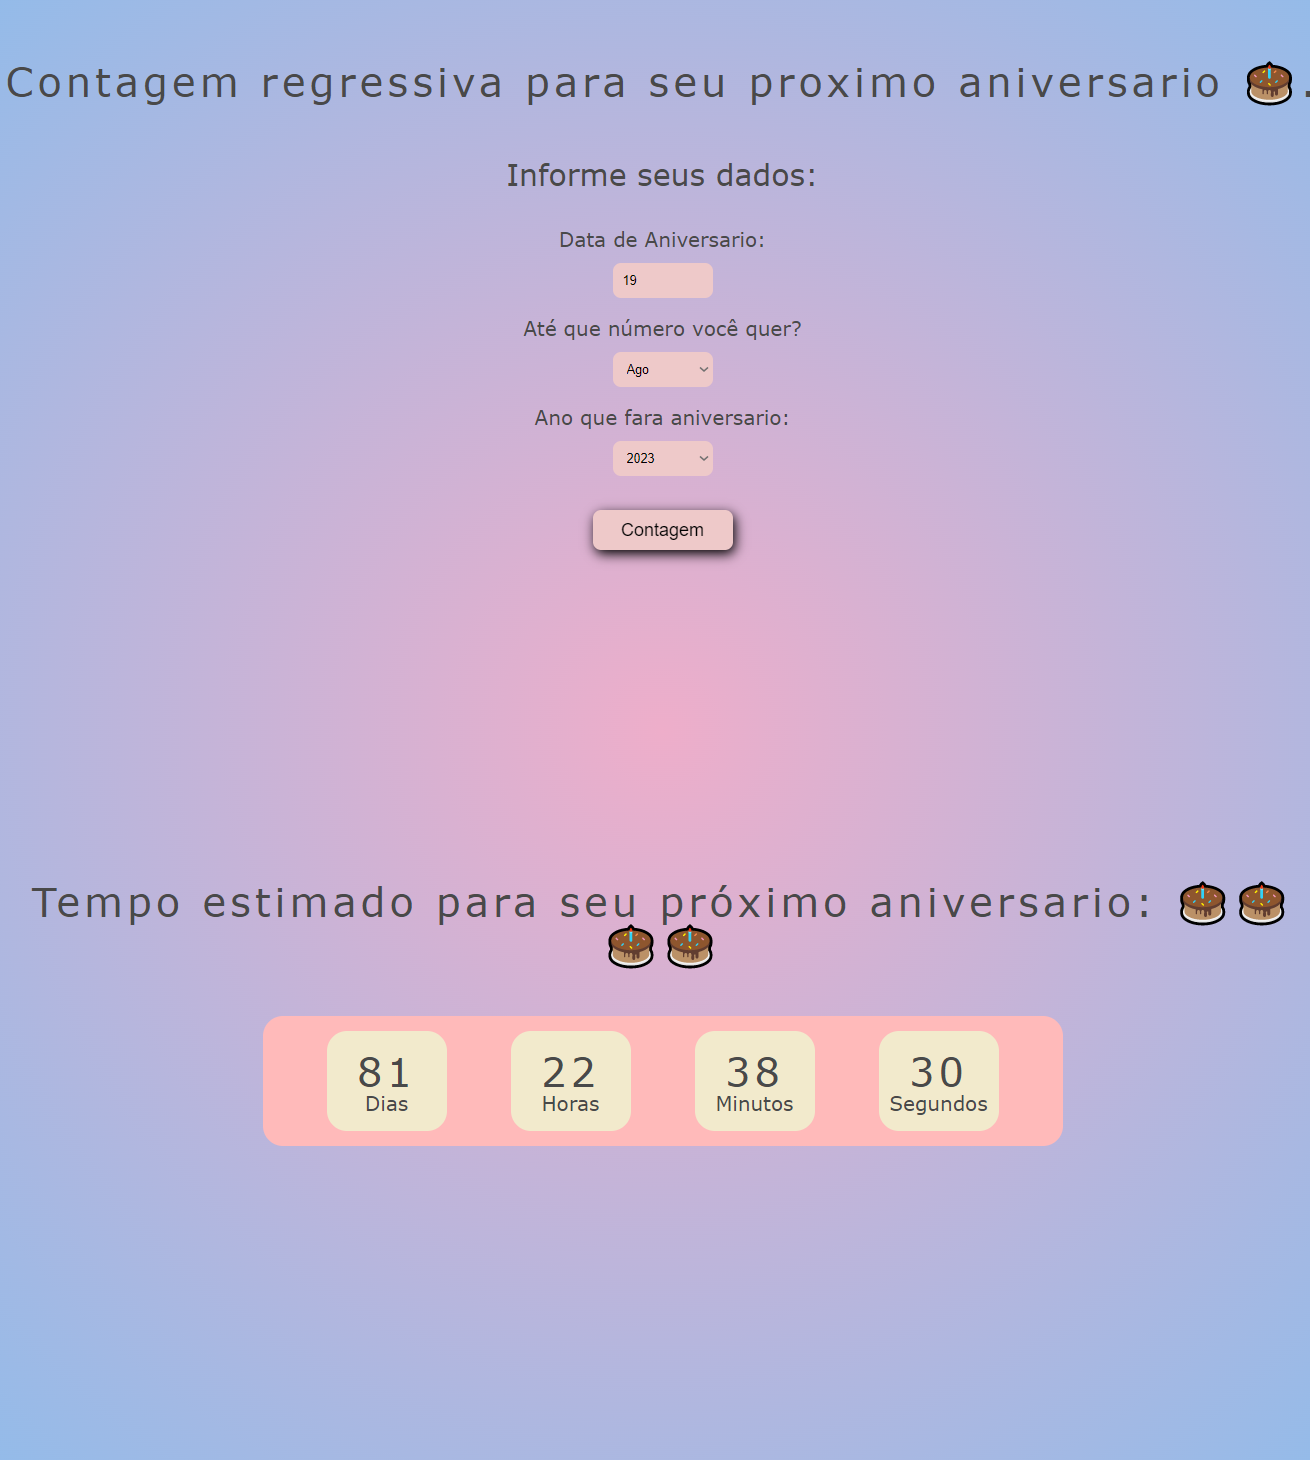 Contagem regressiva para seu proximo aniversario 🎂.
Informe seus dados:
Data de Aniversario:
19
Até que número você quer?
Ago
Ano que fara aniversario:
2023
Contagem
Tempo estimado para seu próximo aniversario: 🎂🎂
🎂🎂
81 22 38 30
Dias Horas Minutos Segundos